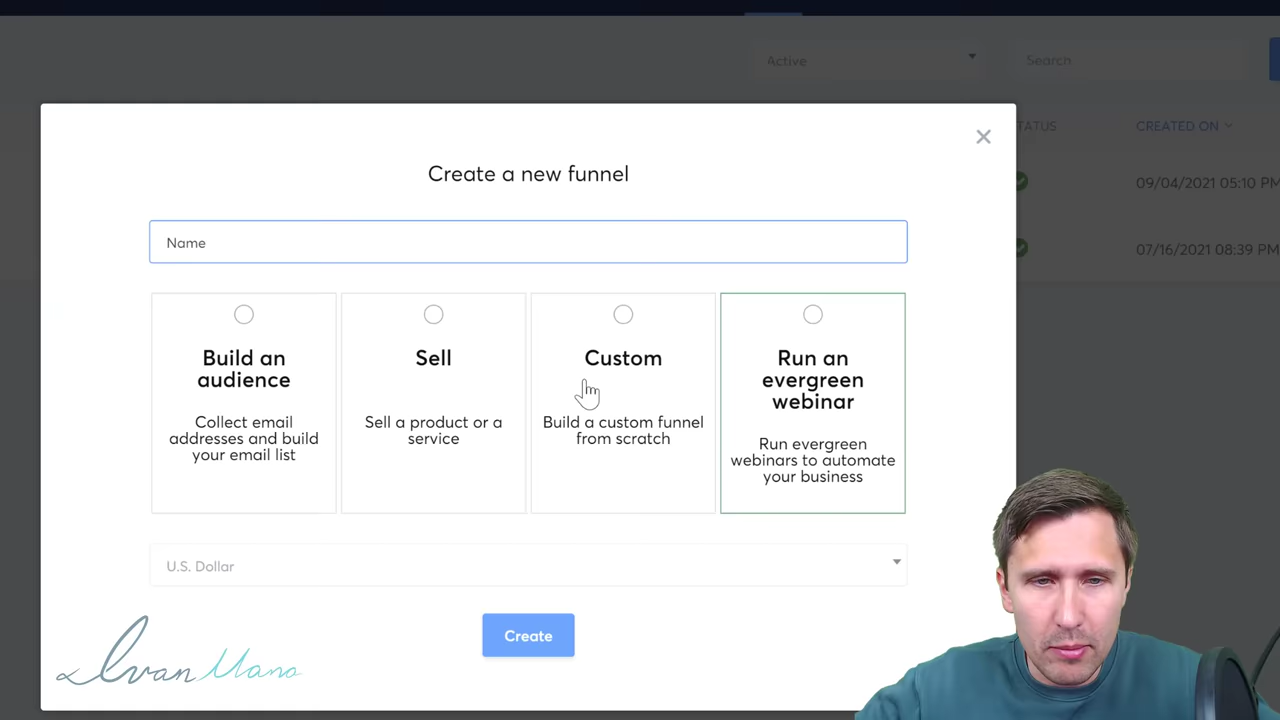 Active
Search
TATUS
CREATED ON
09/04/2021 05:10 PM
07/16/2021 08:39 PM
Create a new funnel
Name
Build an
audience
Collect email
addresses and build
your email list
Sell
Sell a product or a
service
Custom
Build a custom funnel
from scratch
Run an
evergreen
webinar
Run evergreen
webinars to automate
your business
U.S. Dollar
Create
Ivan Mana